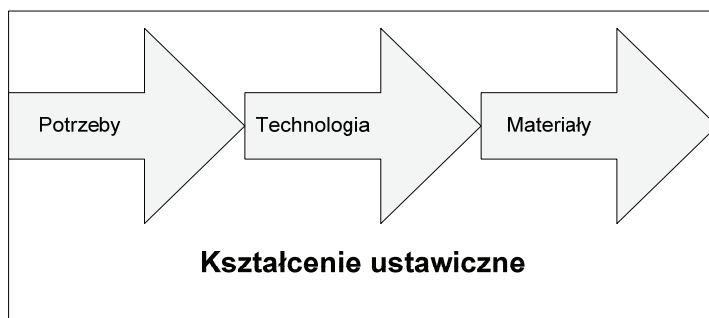 Potrzeby
Technologia
Materiały
Kształcenie ustawiczne